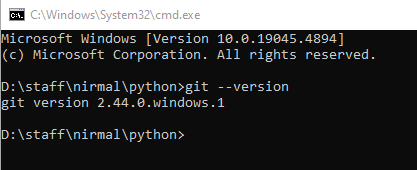 C:\Windows\System32\cmd.exe
Microsoft Windows [Version 10.0.19045.4894]
(c) Microsoft Corporation. All rights reserved.
D:\staff\nirmal\python>git --version
git version 2.44.0.windows.1
D:\staff\nirmal\python>